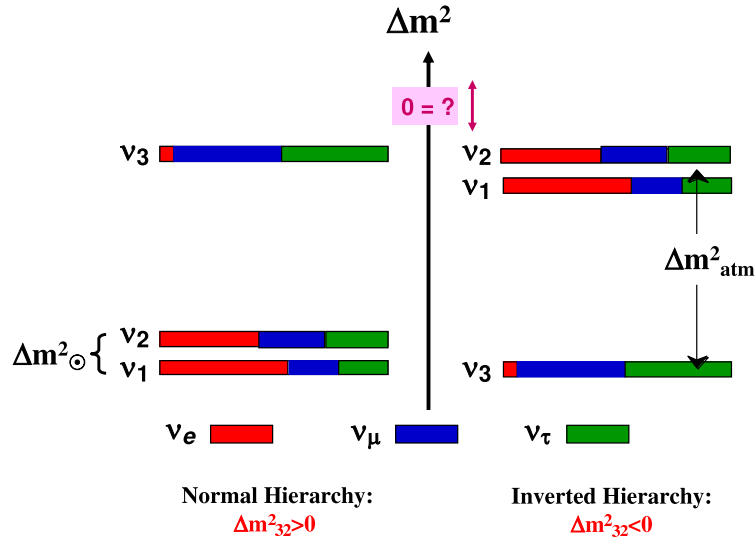 Δm²
0 = ?
ν₃
ν₂
ν₁
Δm²☉
ν₂
ν₁
Δm²atm
ν₃
νe
νμ
ντ
Normal Hierarchy:
Δm²₃₂>0
Inverted Hierarchy:
Δm²₃₂<0